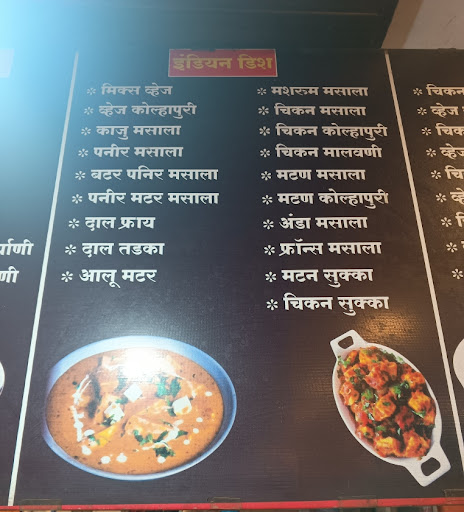 इंडियन डिश
* मिक्स व्हेज
* व्हेज कोल्हापुरी
* काजु मसाला
* पनीर मसाला
* बटर पनिर मसाला
* पनीर मटर मसाला
* दाल फ्राय
* दाल तडका
* आलू मटर
* मशरूम मसाला
* चिकन मसाला
* चिकन कोल्हापुरी
* चिकन मालवणी
* मटण मसाला
* मटण कोल्हापुरी
* अंडा मसाला
* फ्रॉन्स मसाला
* मटन सुक्का
* चिकन सुक्का
* चिकन
* व्हेज